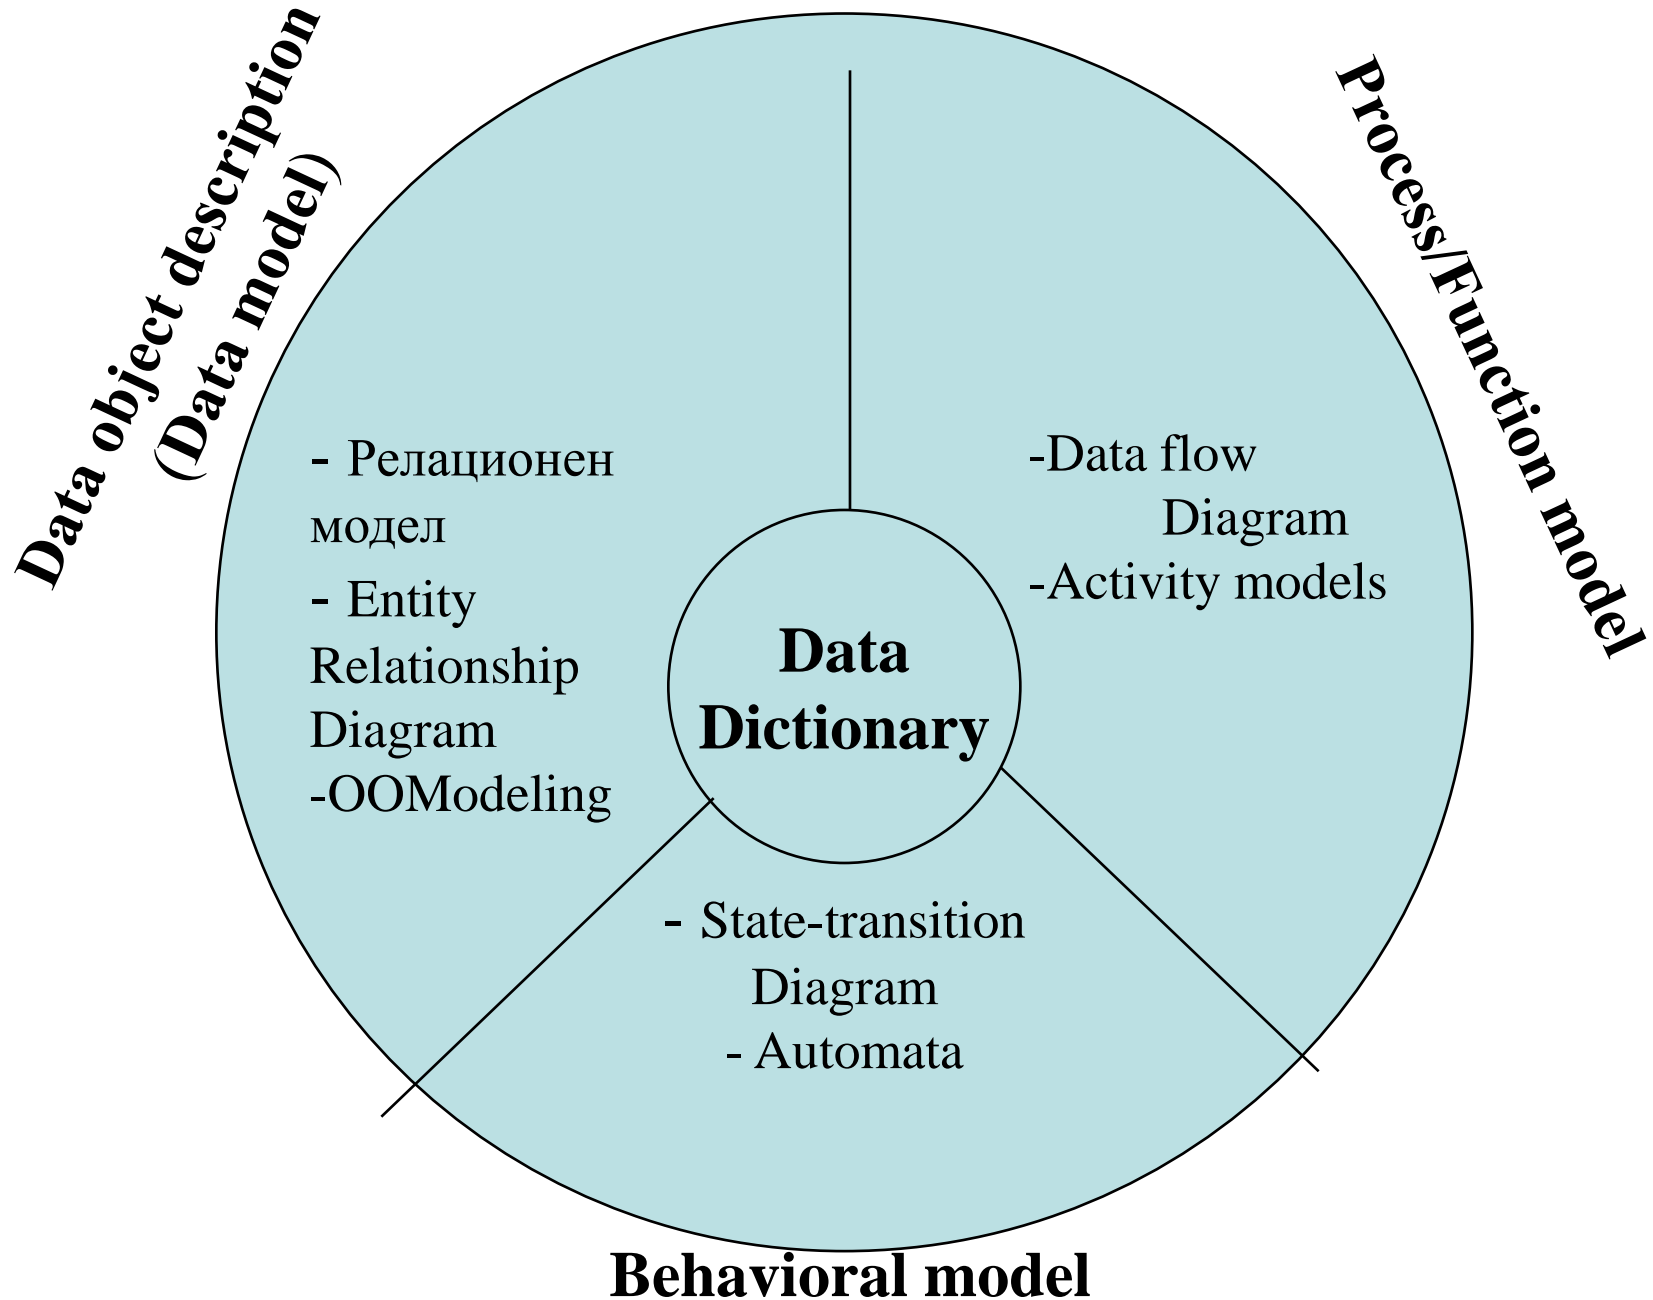 Data object description
(Data model)
- Релационен
модел
- Entity
Relationship
Diagram
-OOModeling
Process/Function model
-Data flow
Diagram
-Activity models
Data
Dictionary
- State-transition
Diagram
- Automata
Behavioral model